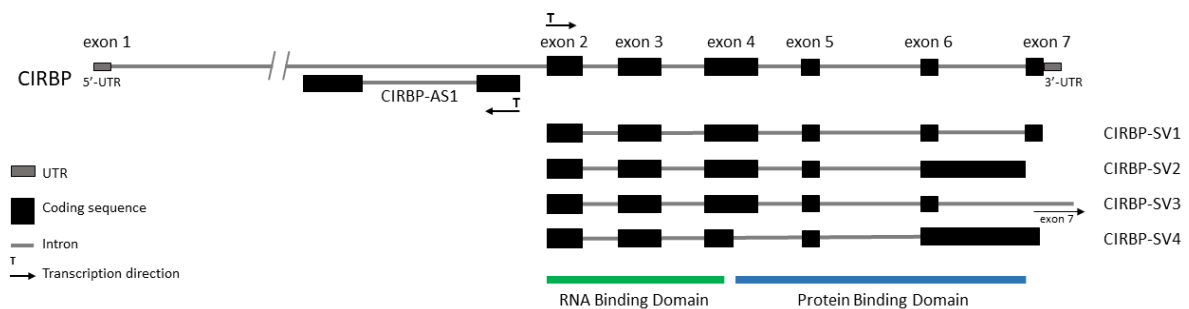 T
exon 1
exon 2
exon 3
exon 4
exon 5
exon 6
exon 7
CIRBP
5'-UTR
3'-UTR
CIRBP-AS1
T
CIRBP-SV1
UTR
CIRBP-SV2
Coding sequence
CIRBP-SV3
exon 7
Intron
CIRBP-SV4
T
Transcription direction
RNA Binding Domain
Protein Binding Domain